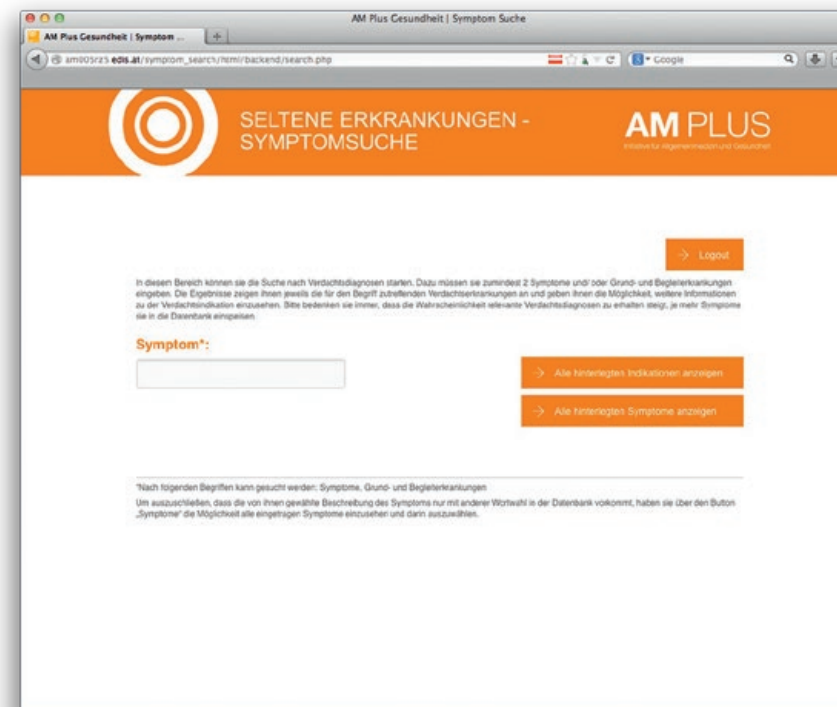 AM Plus Gesundheit | Symptom Suche
AM Plus Gesundheit | Symptom ...
am005rz5.edis.at/symptom_search/html/backend/search.php
Google
SELTENE ERKRANKUNGEN -
SYMPTOMSUCHE
AM PLUS
Initiative für Allgemeinmedizin und Gesundheit
Logout
In diesem Bereich können sie die Suche nach Verdachtsdiagnosen starten. Dazu müssen sie zumindest 2 Symptome und/ oder Grund- und Begleiterkrankungen
eingeben. Die Ergebnisse zeigen Ihnen jeweils die für den Begriff zutreffenden Verdachtserkrankungen an und geben Ihnen die Möglichkeit, weitere Informationen
zu der Verdachtsindikation einzusehen. Bitte bedenken sie immer, dass die Wahrscheinlichkeit relevante Verdachtsdiagnosen zu erhalten steigt, je mehr Symptome
sie in die Datenbank einspeisen.
Symptom*:
Alle hinterlegten Indikationen anzeigen
Alle hinterlegten Symptome anzeigen
*Nach folgenden Begriffen kann gesucht werden: Symptome, Grund- und Begleiterkrankungen
Um auszuschließen, dass die von ihnen gewählte Beschreibung des Symptoms nur mit anderer Wortwahl in der Datenbank vorkommt, haben sie über den Button
„Symptome“ die Möglichkeit alle eingetragen Symptome einzusehen und darin auszuwählen.